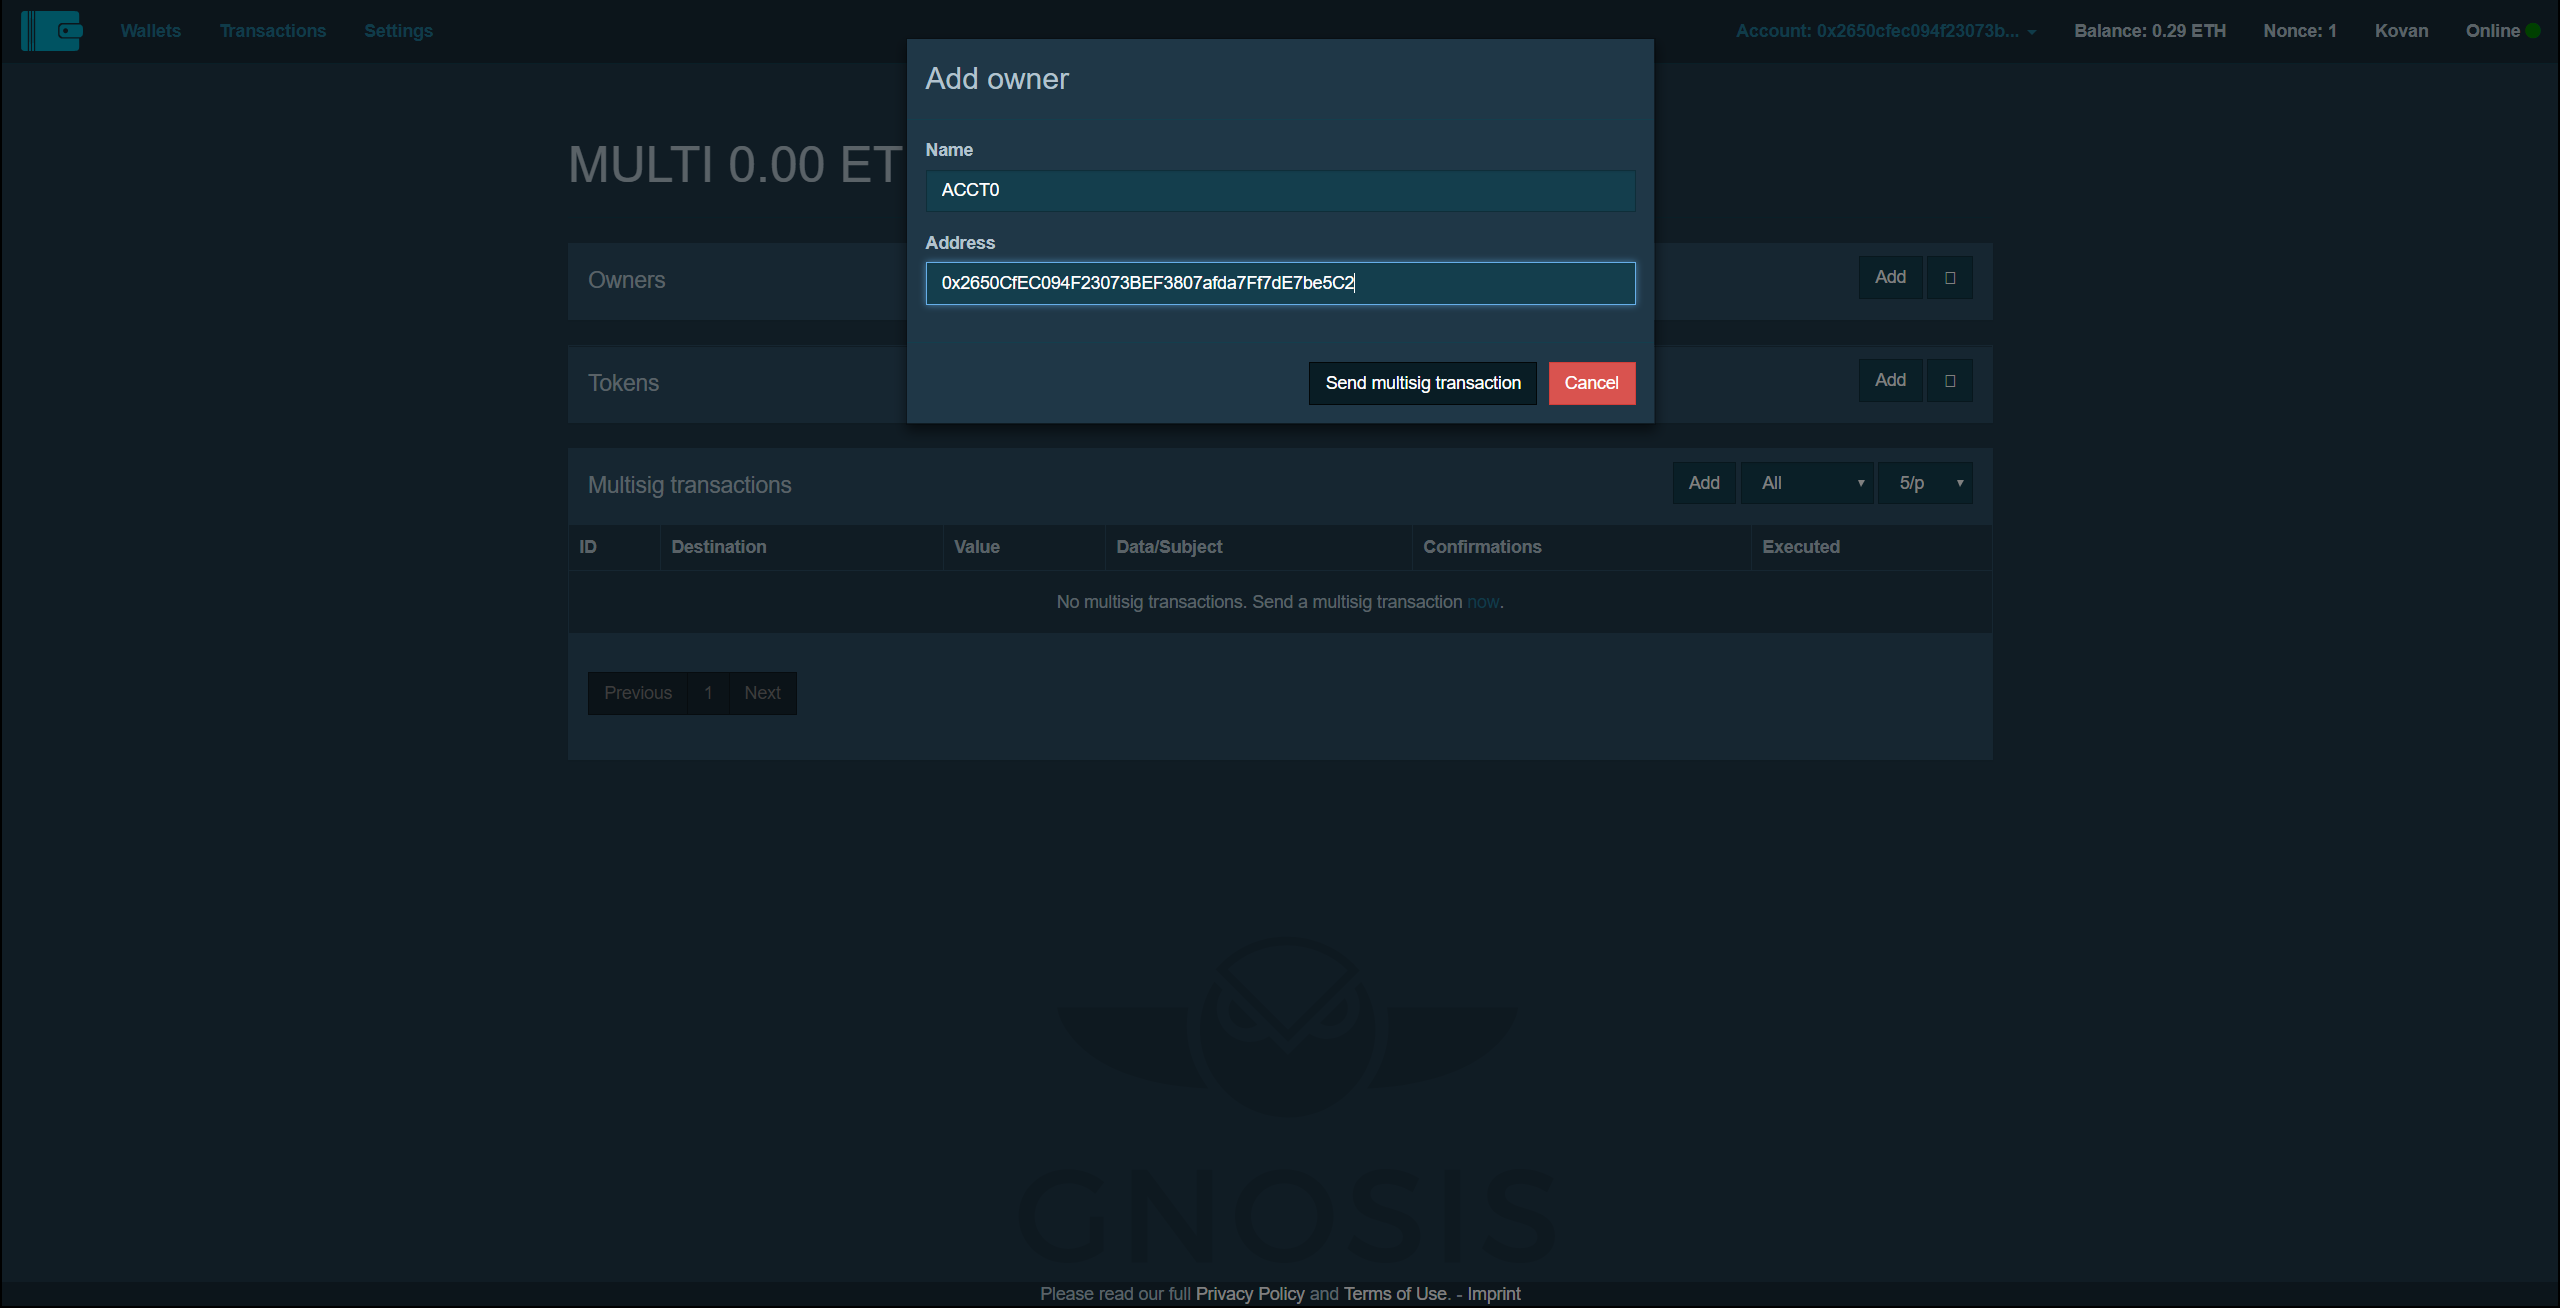 Wallets Transactions Settings Account: 0x2650cfec094f23073b... Balance: 0.29 ETH Nonce: 1 Kovan Online
Add owner
Name
MULTI 0.00 ET
ACCT0
Address
Owners Add
0x2650CfEC094F23073BEF3807afda7Ff7dE7be5C2
Tokens Add
Send multisig transaction Cancel
Multisig transactions Add All 5/p
ID Destination Value Data/Subject Confirmations Executed
No multisig transactions. Send a multisig transaction now.
Previous 1 Next
GNOSIS
Please read our full Privacy Policy and Terms of Use. - Imprint